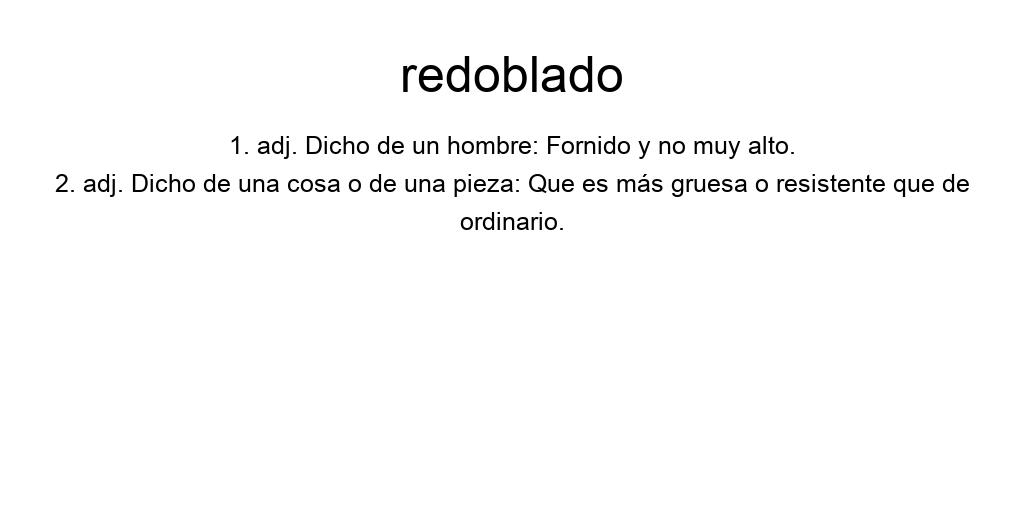 redoblado
1. adj. Dicho de un hombre: Fornido y no muy alto.
2. adj. Dicho de una cosa o de una pieza: Que es más gruesa o resistente que de
ordinario.